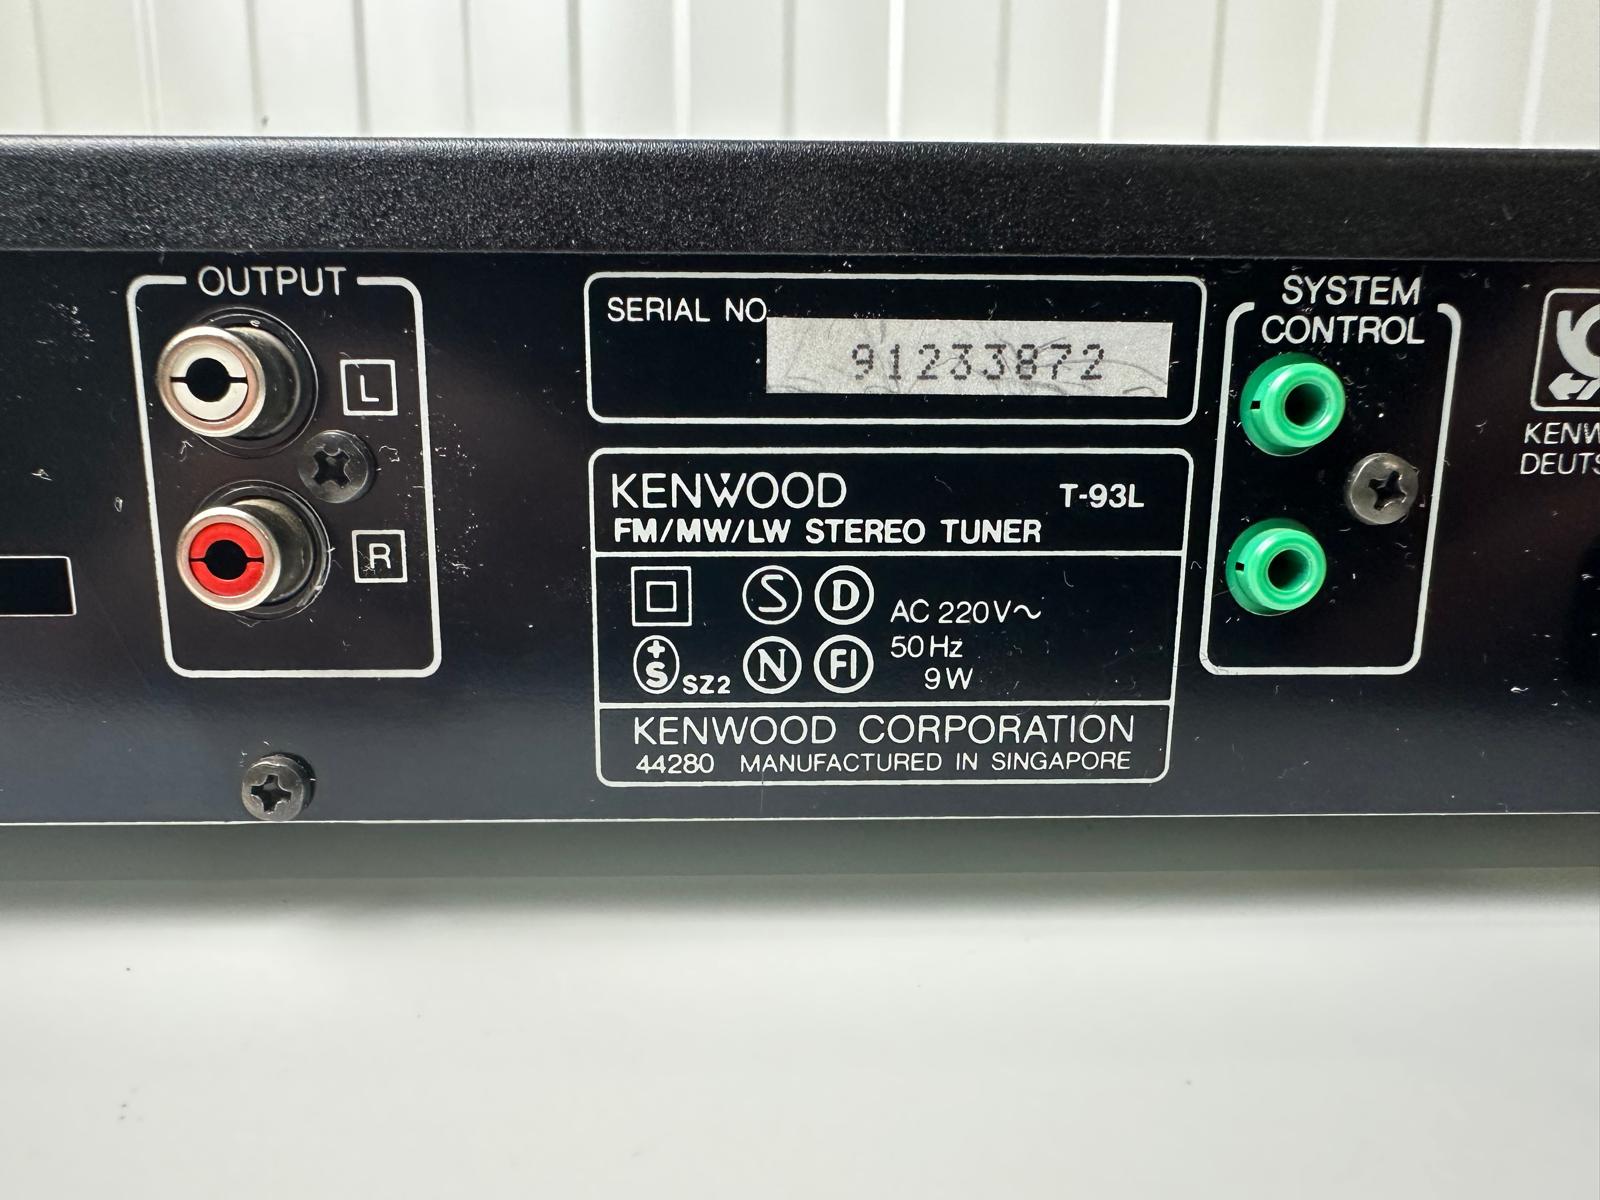 OUTPUT
L
R
SERIAL NO.
91233872
KENWOOD T-93L
FM/MW/LW STEREO TUNER
S D AC 220V~
50Hz
+S SZ2 N FI 9W
KENWOOD CORPORATION
44280 MANUFACTURED IN SINGAPORE
SYSTEM
CONTROL
KENW
DEUTS